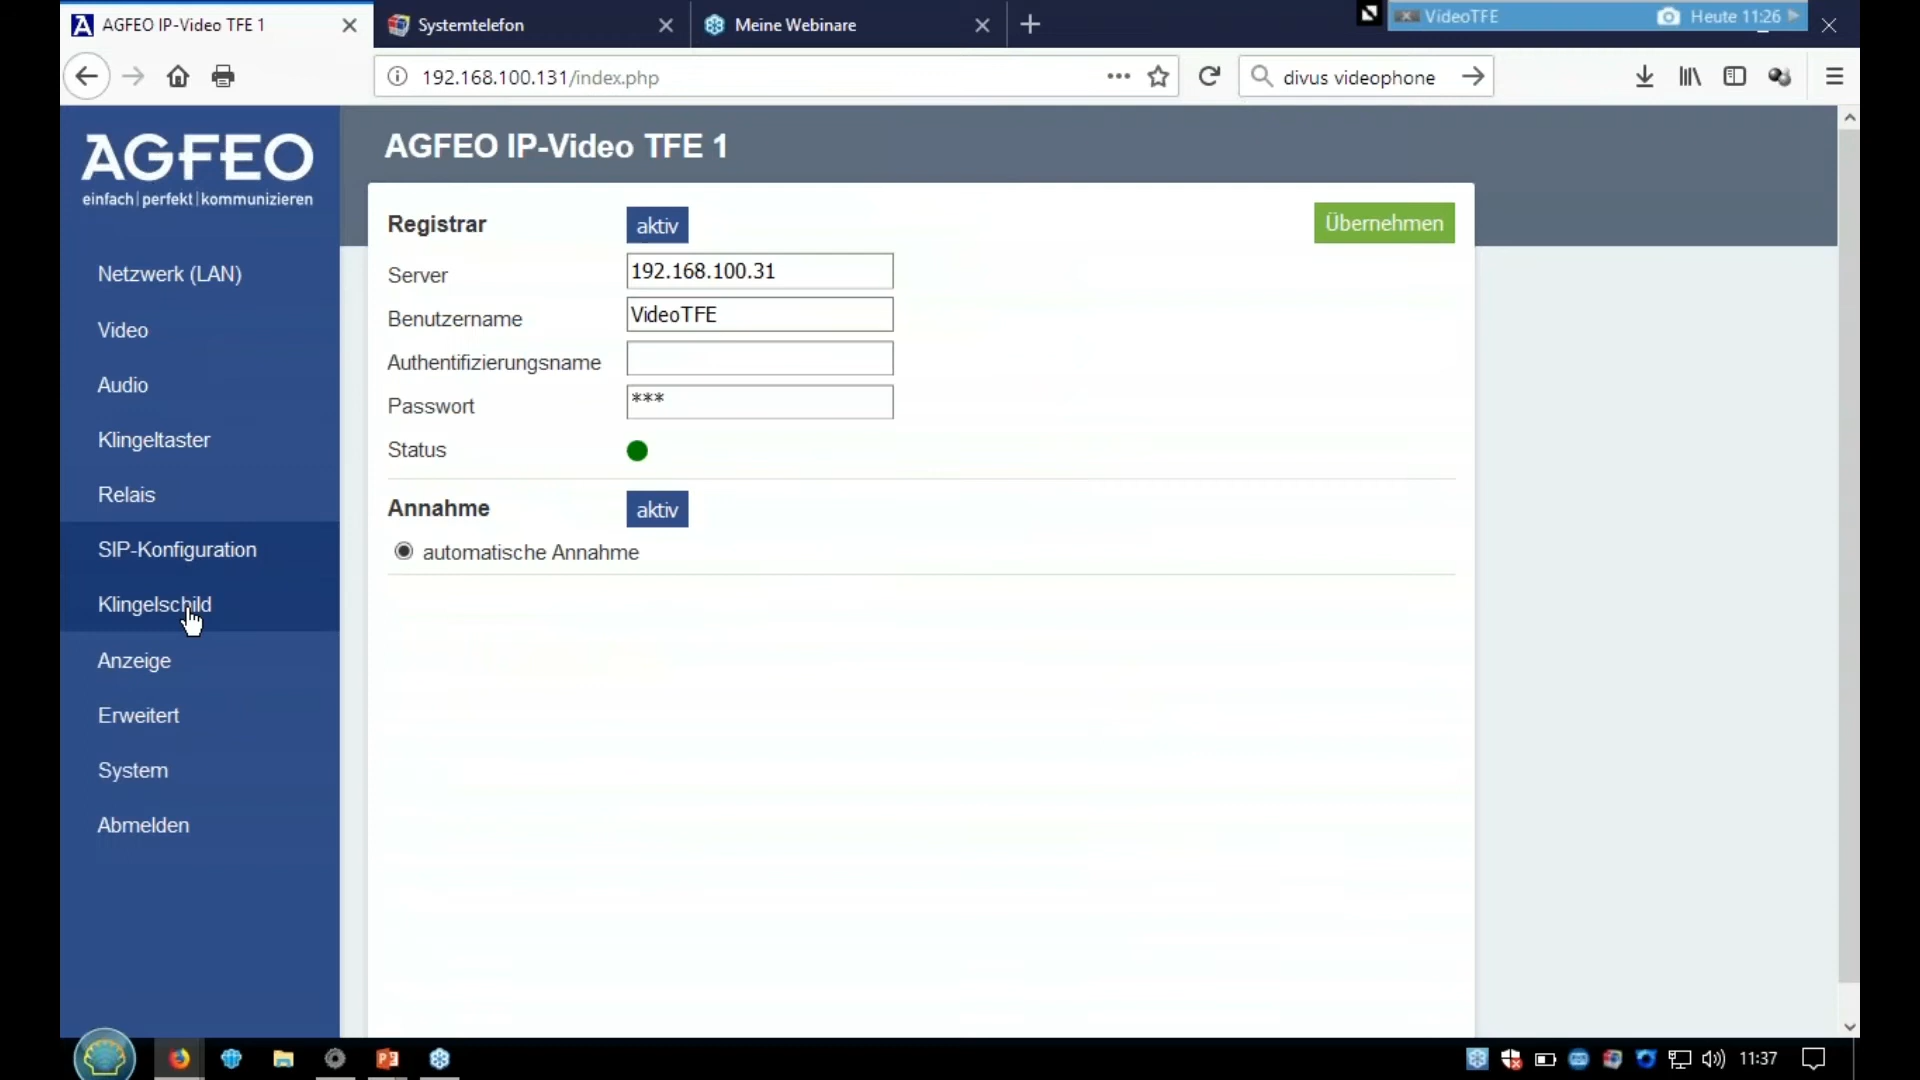 AGFEO IP-Video TFE 1
Systemtelefon
Meine Webinare
VideoTFE
Heute 11:26
192.168.100.131/index.php
divus videophone
AGFEO
einfach|perfekt|kommunizieren
Netzwerk (LAN)
Video
Audio
Klingeltaster
Relais
SIP-Konfiguration
Klingelschild
Anzeige
Erweitert
System
Abmelden
AGFEO IP-Video TFE 1
Registrar aktiv Übernehmen
Server 192.168.100.31
Benutzername VideoTFE
Authentifizierungsname
Passwort ***
Status
Annahme aktiv
automatische Annahme
11:37